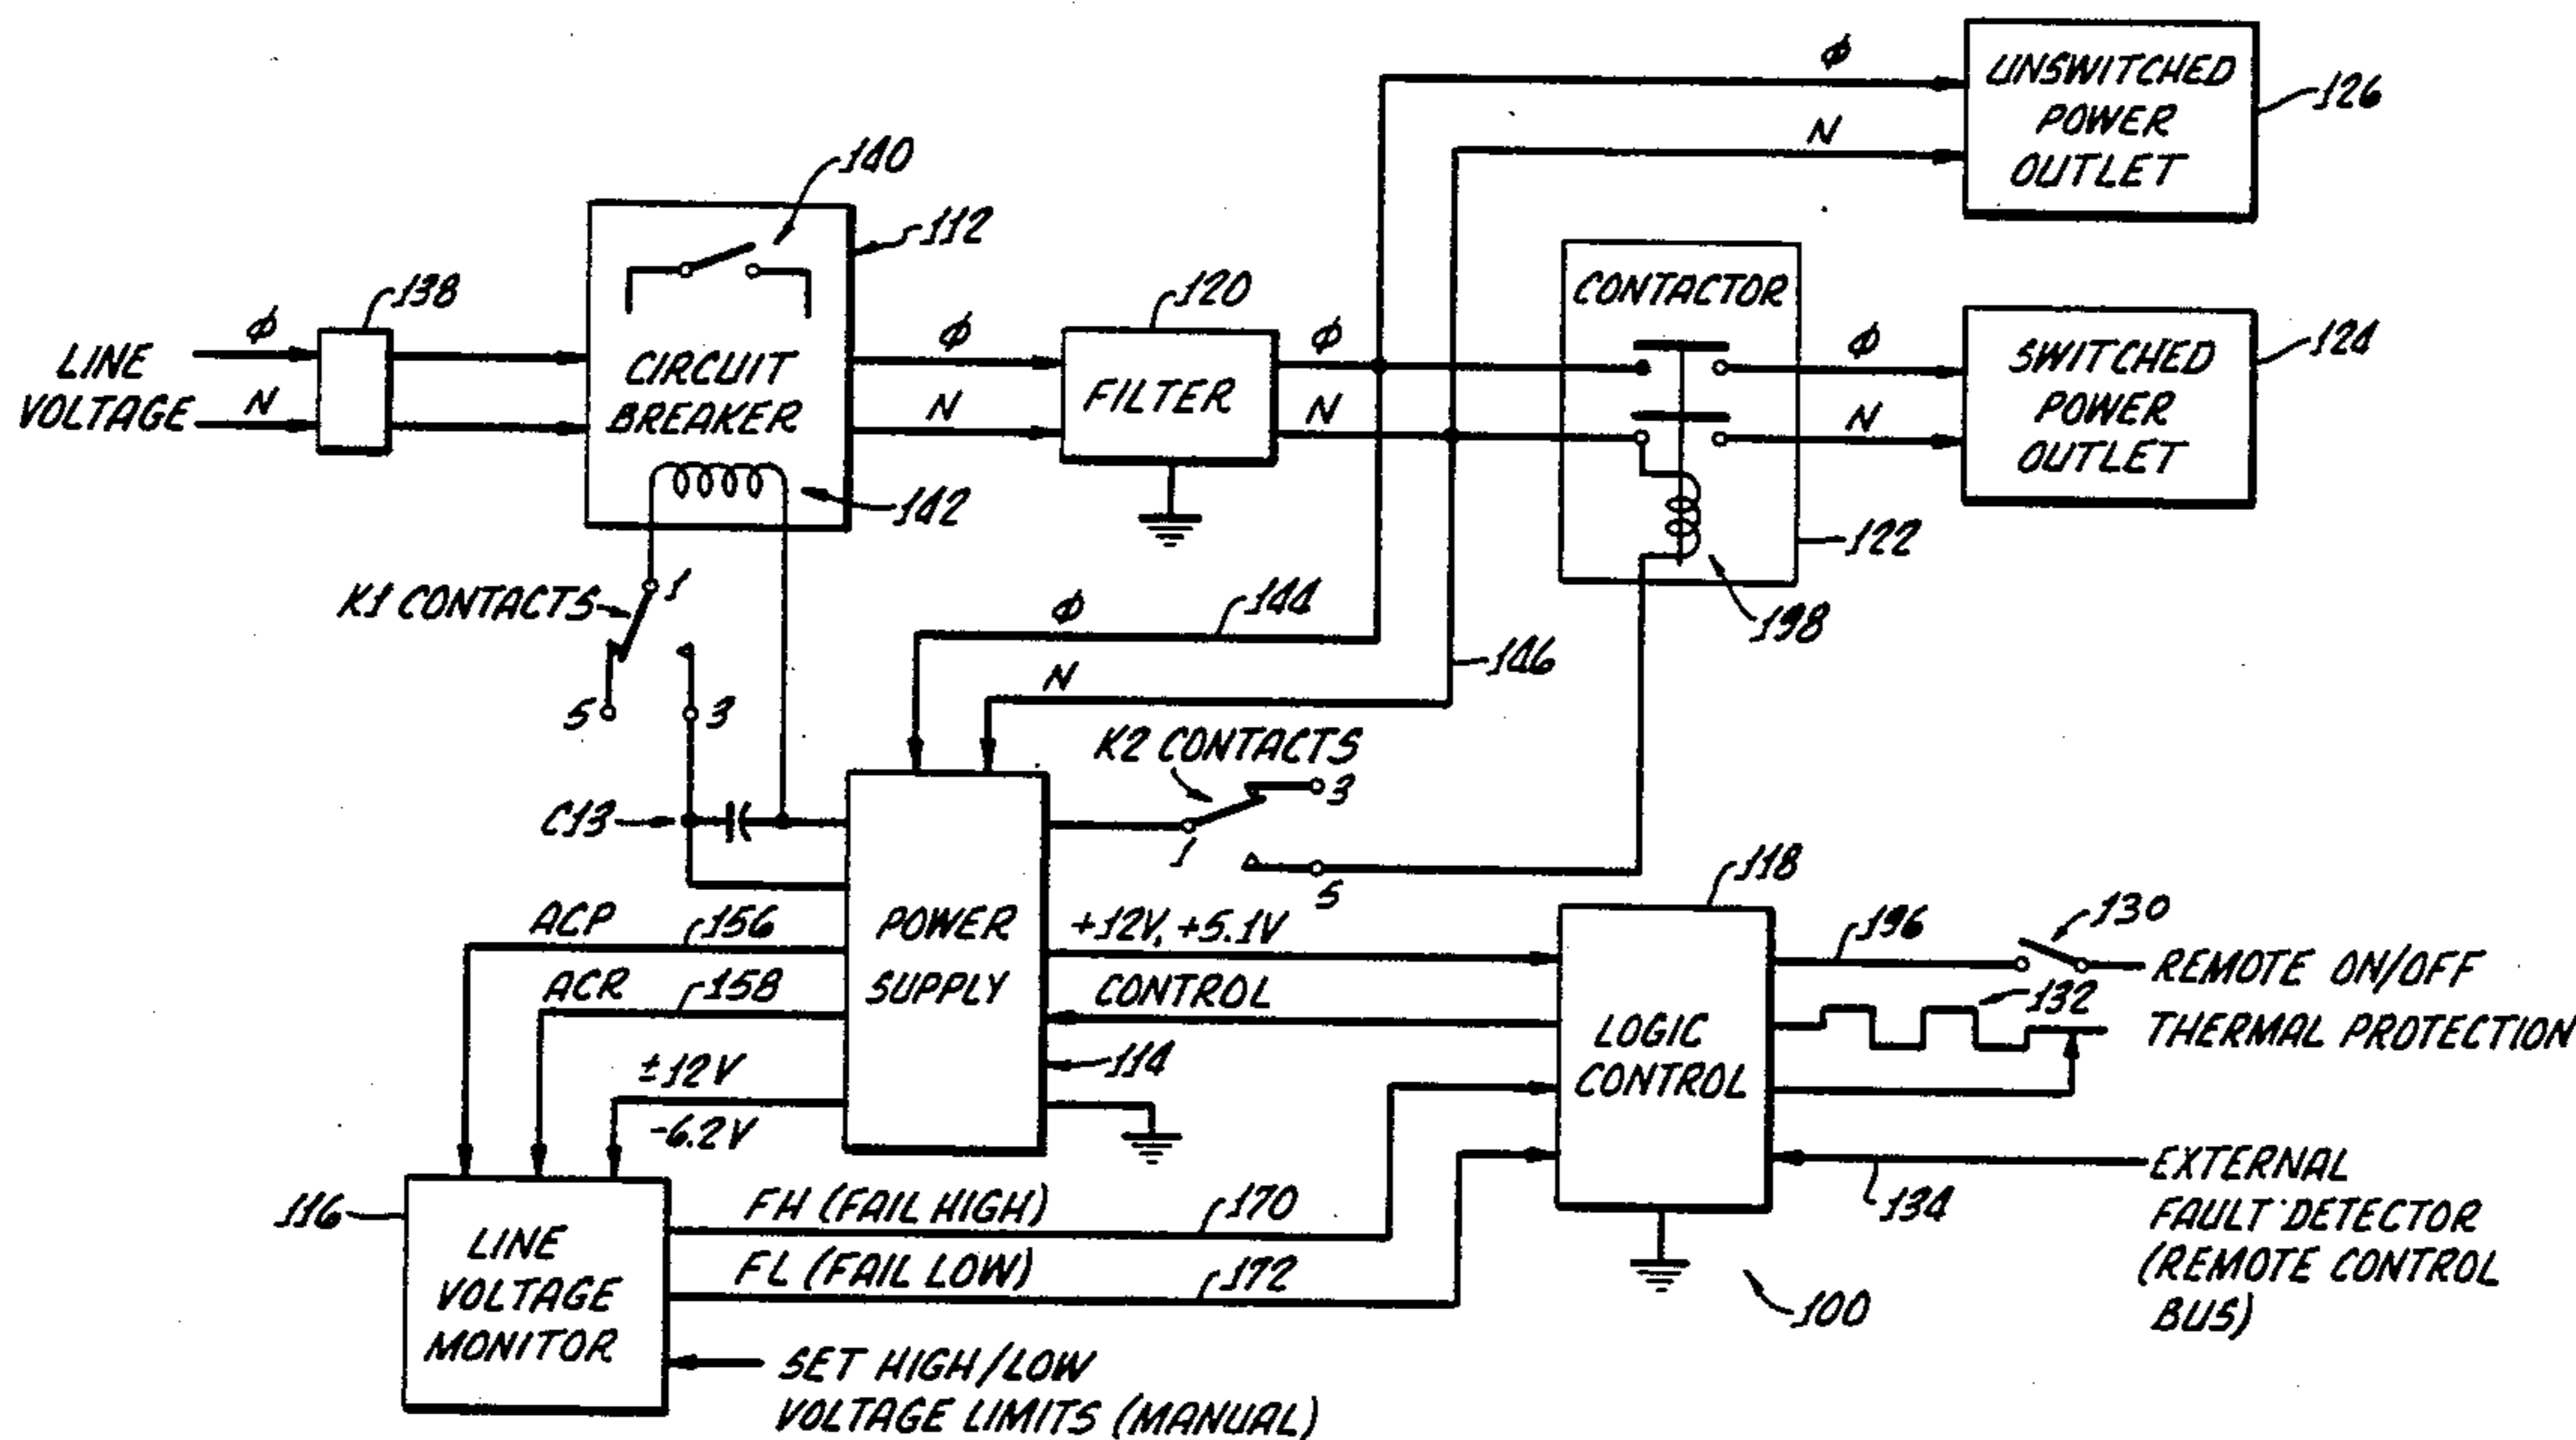 ϕ
N
UNSWITCHED
POWER
OUTLET
126
140
112
138
LINE
VOLTAGE
ϕ
N
CIRCUIT
BREAKER
142
ϕ
N
120
FILTER
ϕ
N
CONTACTOR
122
198
ϕ
N
SWITCHED
POWER
OUTLET
124
K1 CONTACTS
1
5
3
C13
ϕ
144
N
146
K2 CONTACTS
3
1
5
ACP
156
ACR
158
±12V
-6.2V
POWER
SUPPLY
114
+12V, +5.1V
CONTROL
118
LOGIC
CONTROL
196
130
REMOTE ON/OFF
132
THERMAL PROTECTION
134
EXTERNAL
FAULT DETECTOR
(REMOTE CONTROL
BUS)
116
LINE
VOLTAGE
MONITOR
FH (FAIL HIGH)
170
FL (FAIL LOW)
172
SET HIGH/LOW
VOLTAGE LIMITS (MANUAL)
100